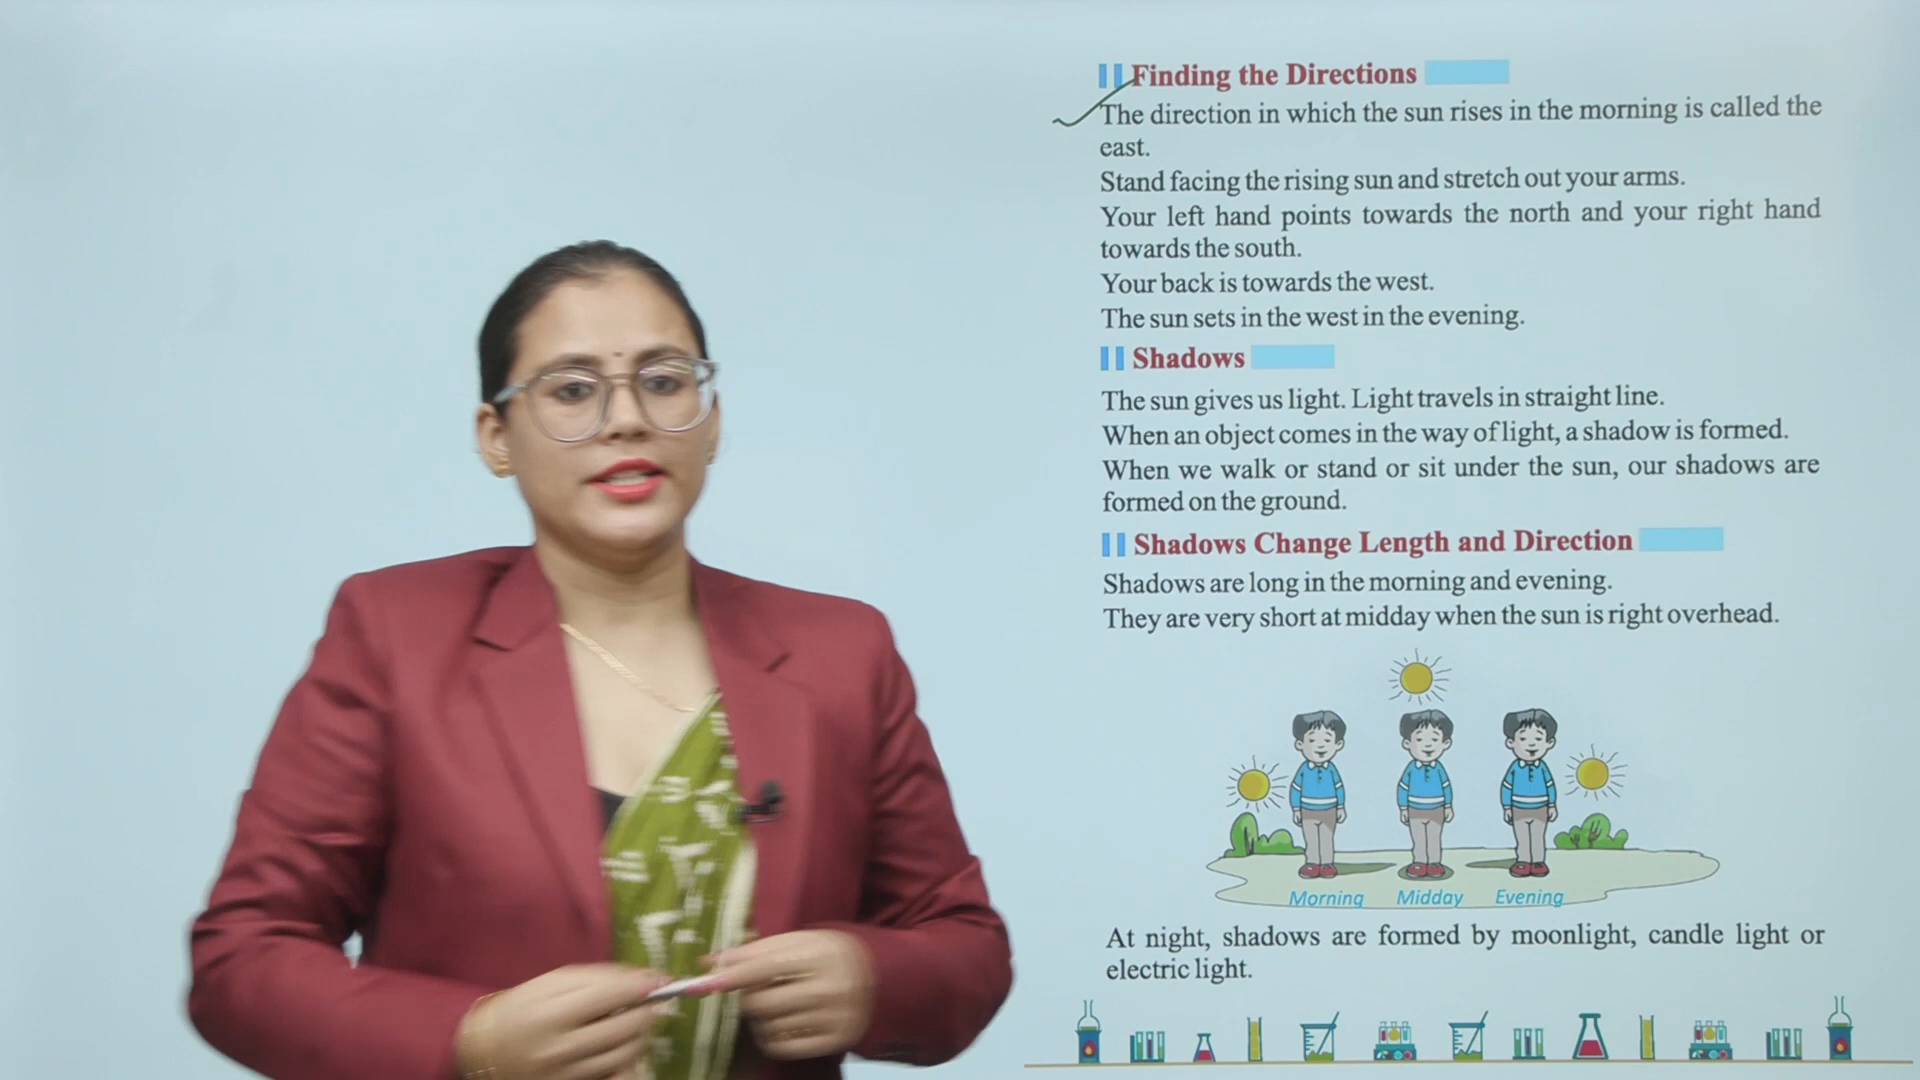 Finding the Directions
The direction in which the sun rises in the morning is called the
east.
Stand facing the rising sun and stretch out your arms.
Your left hand points towards the north and your right hand
towards the south.
Your back is towards the west.
The sun sets in the west in the evening.
Shadows
The sun gives us light. Light travels in straight line.
When an object comes in the way of light, a shadow is formed.
When we walk or stand or sit under the sun, our shadows are
formed on the ground.
Shadows Change Length and Direction
Shadows are long in the morning and evening.
They are very short at midday when the sun is right overhead.
Morning Midday Evening
At night, shadows are formed by moonlight, candle light or
electric light.